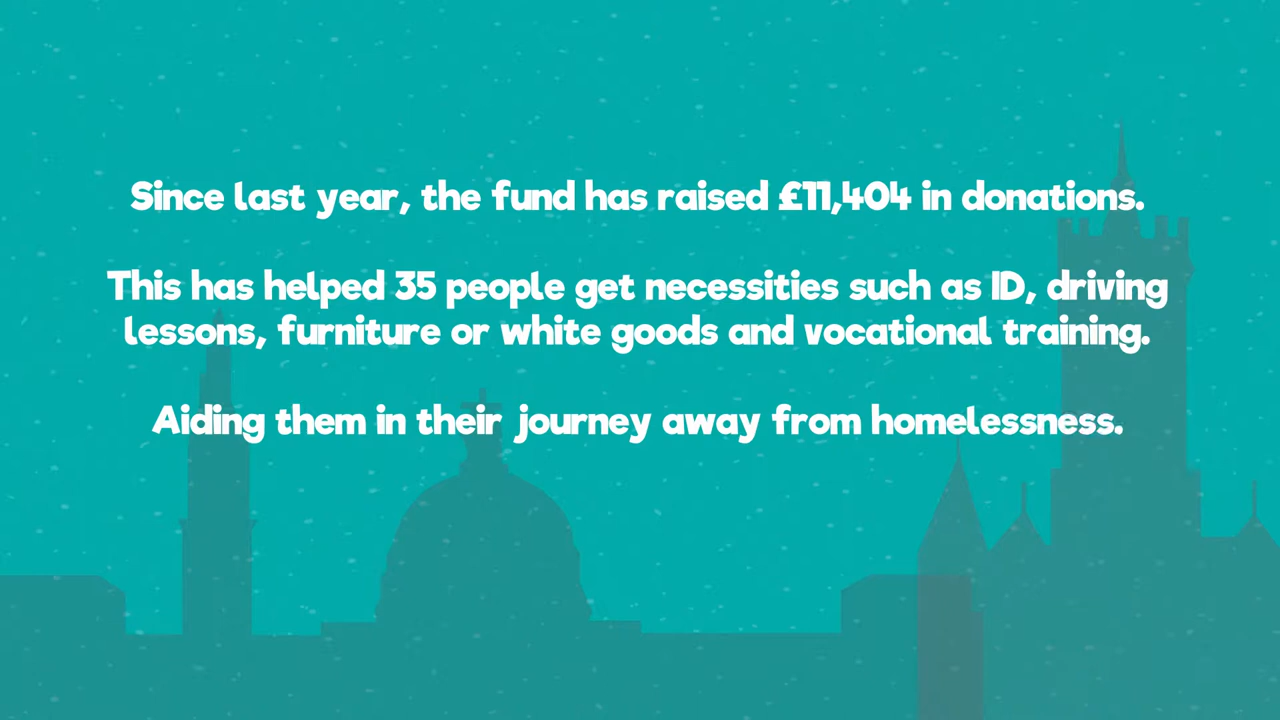 Since last year, the fund has raised £11,404 in donations.
This has helped 35 people get necessities such as ID, driving
lessons, furniture or white goods and vocational training.
Aiding them in their journey away from homelessness.